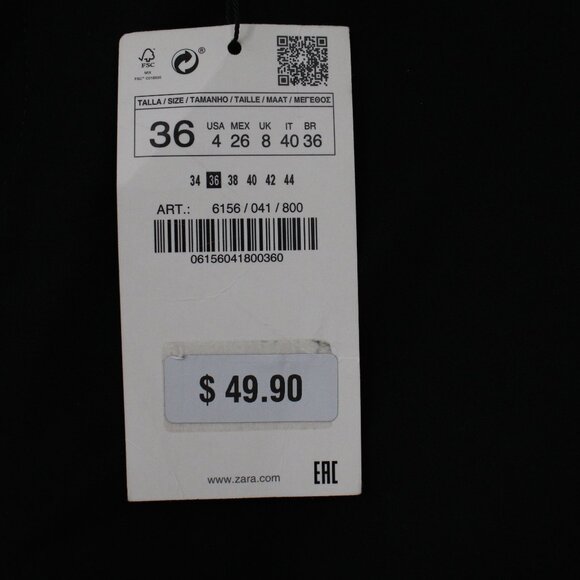 FSC
MIX
TALLA / SIZE / TAMANHO / TAILLE / MAAT / ΜΕΓΕΘΟΣ
36 USA 4 MEX 26 UK 8 IT 40 BR 36
34 36 38 40 42 44
ART.: 6156 / 041 / 800
06156041800360
$ 49.90
www.zara.com EAC